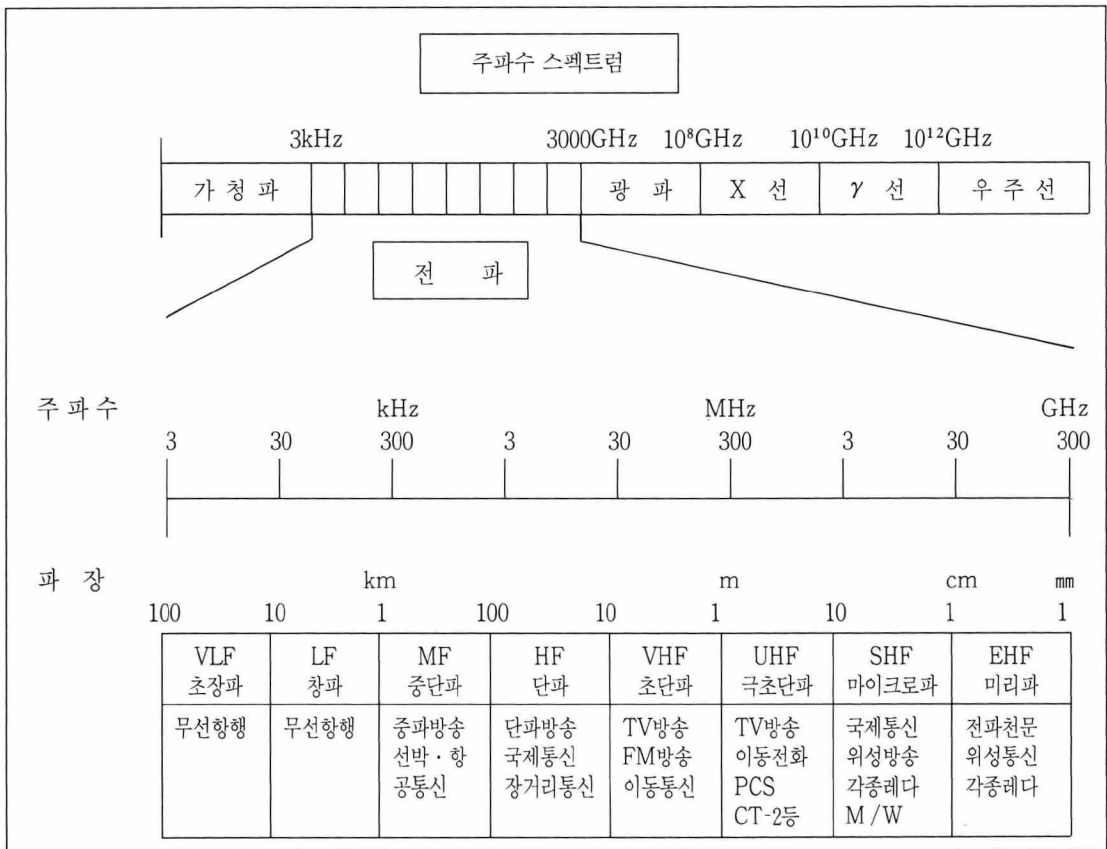 주파수 스펙트럼
3kHz 3000GHz 10⁸GHz 10¹⁰GHz 10¹²GHz
가청파 광파 X선 γ선 우주선
전 파
주파수 kHz MHz GHz
3 30 300 3 30 300 3 30 300
파 장 km m cm mm
100 10 1 100 10 1 10 1 1
VLF LF MF HF VHF UHF SHF EHF
초장파 창파 중단파 단파 초단파 극초단파 마이크로파 미리파
무선항행 무선항행 중파방송 단파방송 TV방송 TV방송 국제통신 전파천문
선박·항 국제통신 FM방송 이동전화 위성방송 위성통신
공통신 장거리통신 이동통신 PCS 각종레다 각종레다
CT-2등 M/W